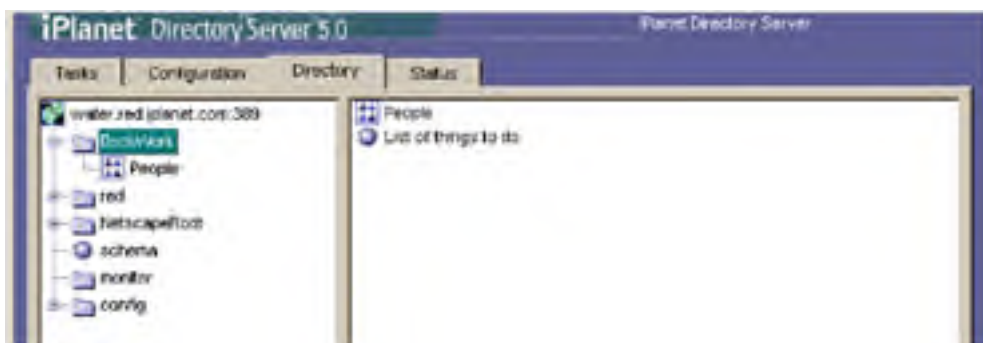 iPlanet Directory Server 5.0
iPlanet Directory Server
Tasks Configuration Directory Status
water.red.iplanet.com:389
People
red
NetscapeRoot
schema
monitor
config
People
List of things to do